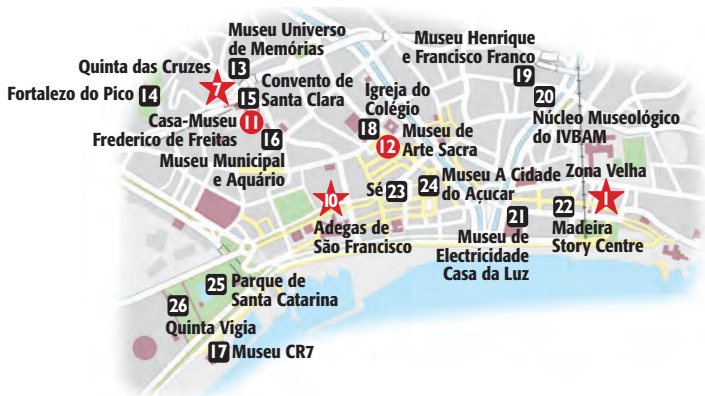 Museu Universo
de Memórias
13
Quinta das Cruzes
7
Fortalezo do Pico 14
15 Convento de
Santa Clara
Casa-Museu 11
Frederico de Freitas
16
Museu Municipal
e Aquário
Igreja do
Colégio
18
12 Museu de
Arte Sacra
Museu Henrique
e Francisco Franco
19
20
Núcleo Museológico
do IVBAM
Sé 23
24 Museu A Cidade
do Açucar
Zona Velha
1
10
Adegas de
São Francisco
21
Museu de
Electricidade
Casa da Luz
22
Madeira
Story Centre
25 Parque de
Santa Catarina
26
Quinta Vigia
17 Museu CR7